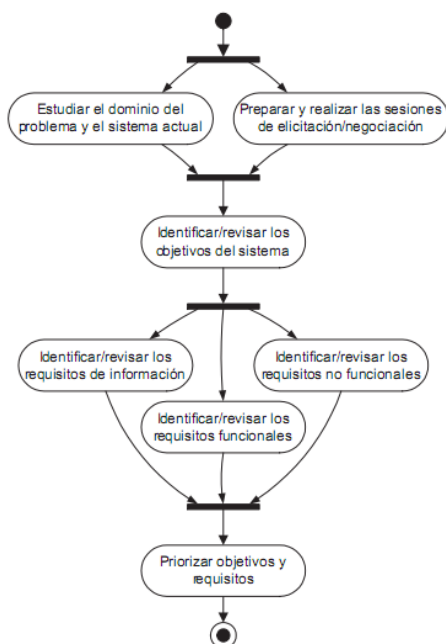 Estudiar el dominio del
problema y el sistema actual
Preparar y realizar las sesiones
de elicitación/negociación
Identificar/revisar los
objetivos del sistema
Identificar/revisar los
requisitos de información
Identificar/revisar los
requisitos no funcionales
Identificar/revisar los
requisitos funcionales
Priorizar objetivos y
requisitos